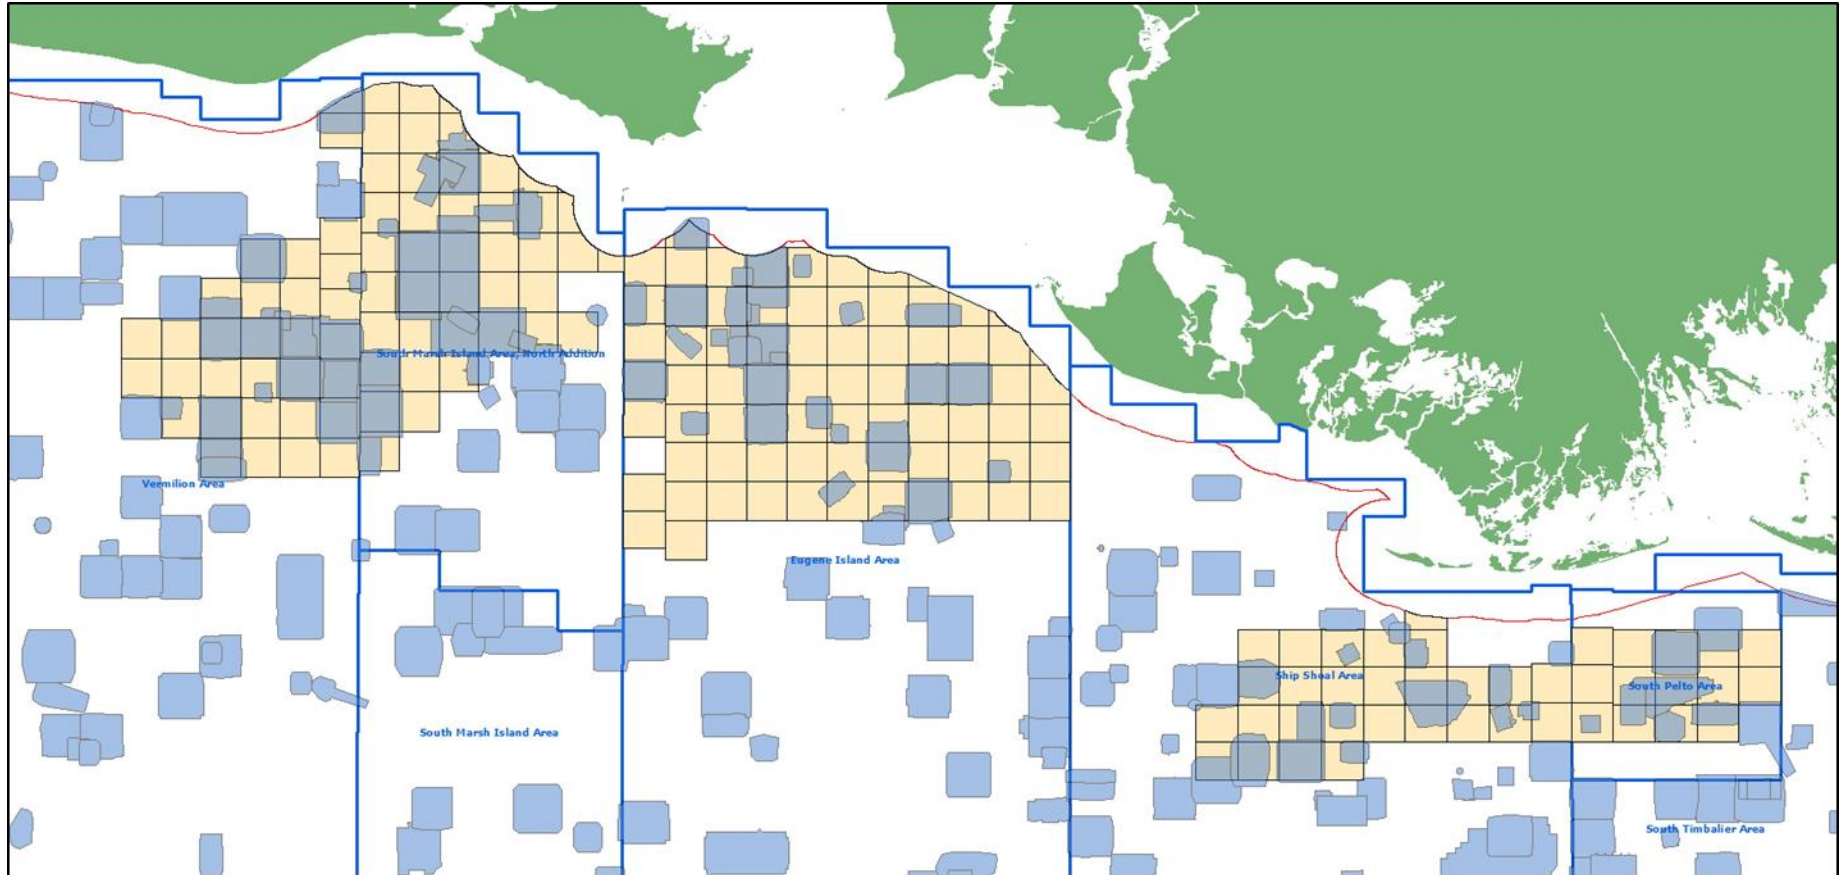 South Marsh Island Area, North Addition
Vermilion Area
Eugene Island Area
Ship Shoal Area
South Pelto Area
South Marsh Island Area
South Timbalier Area